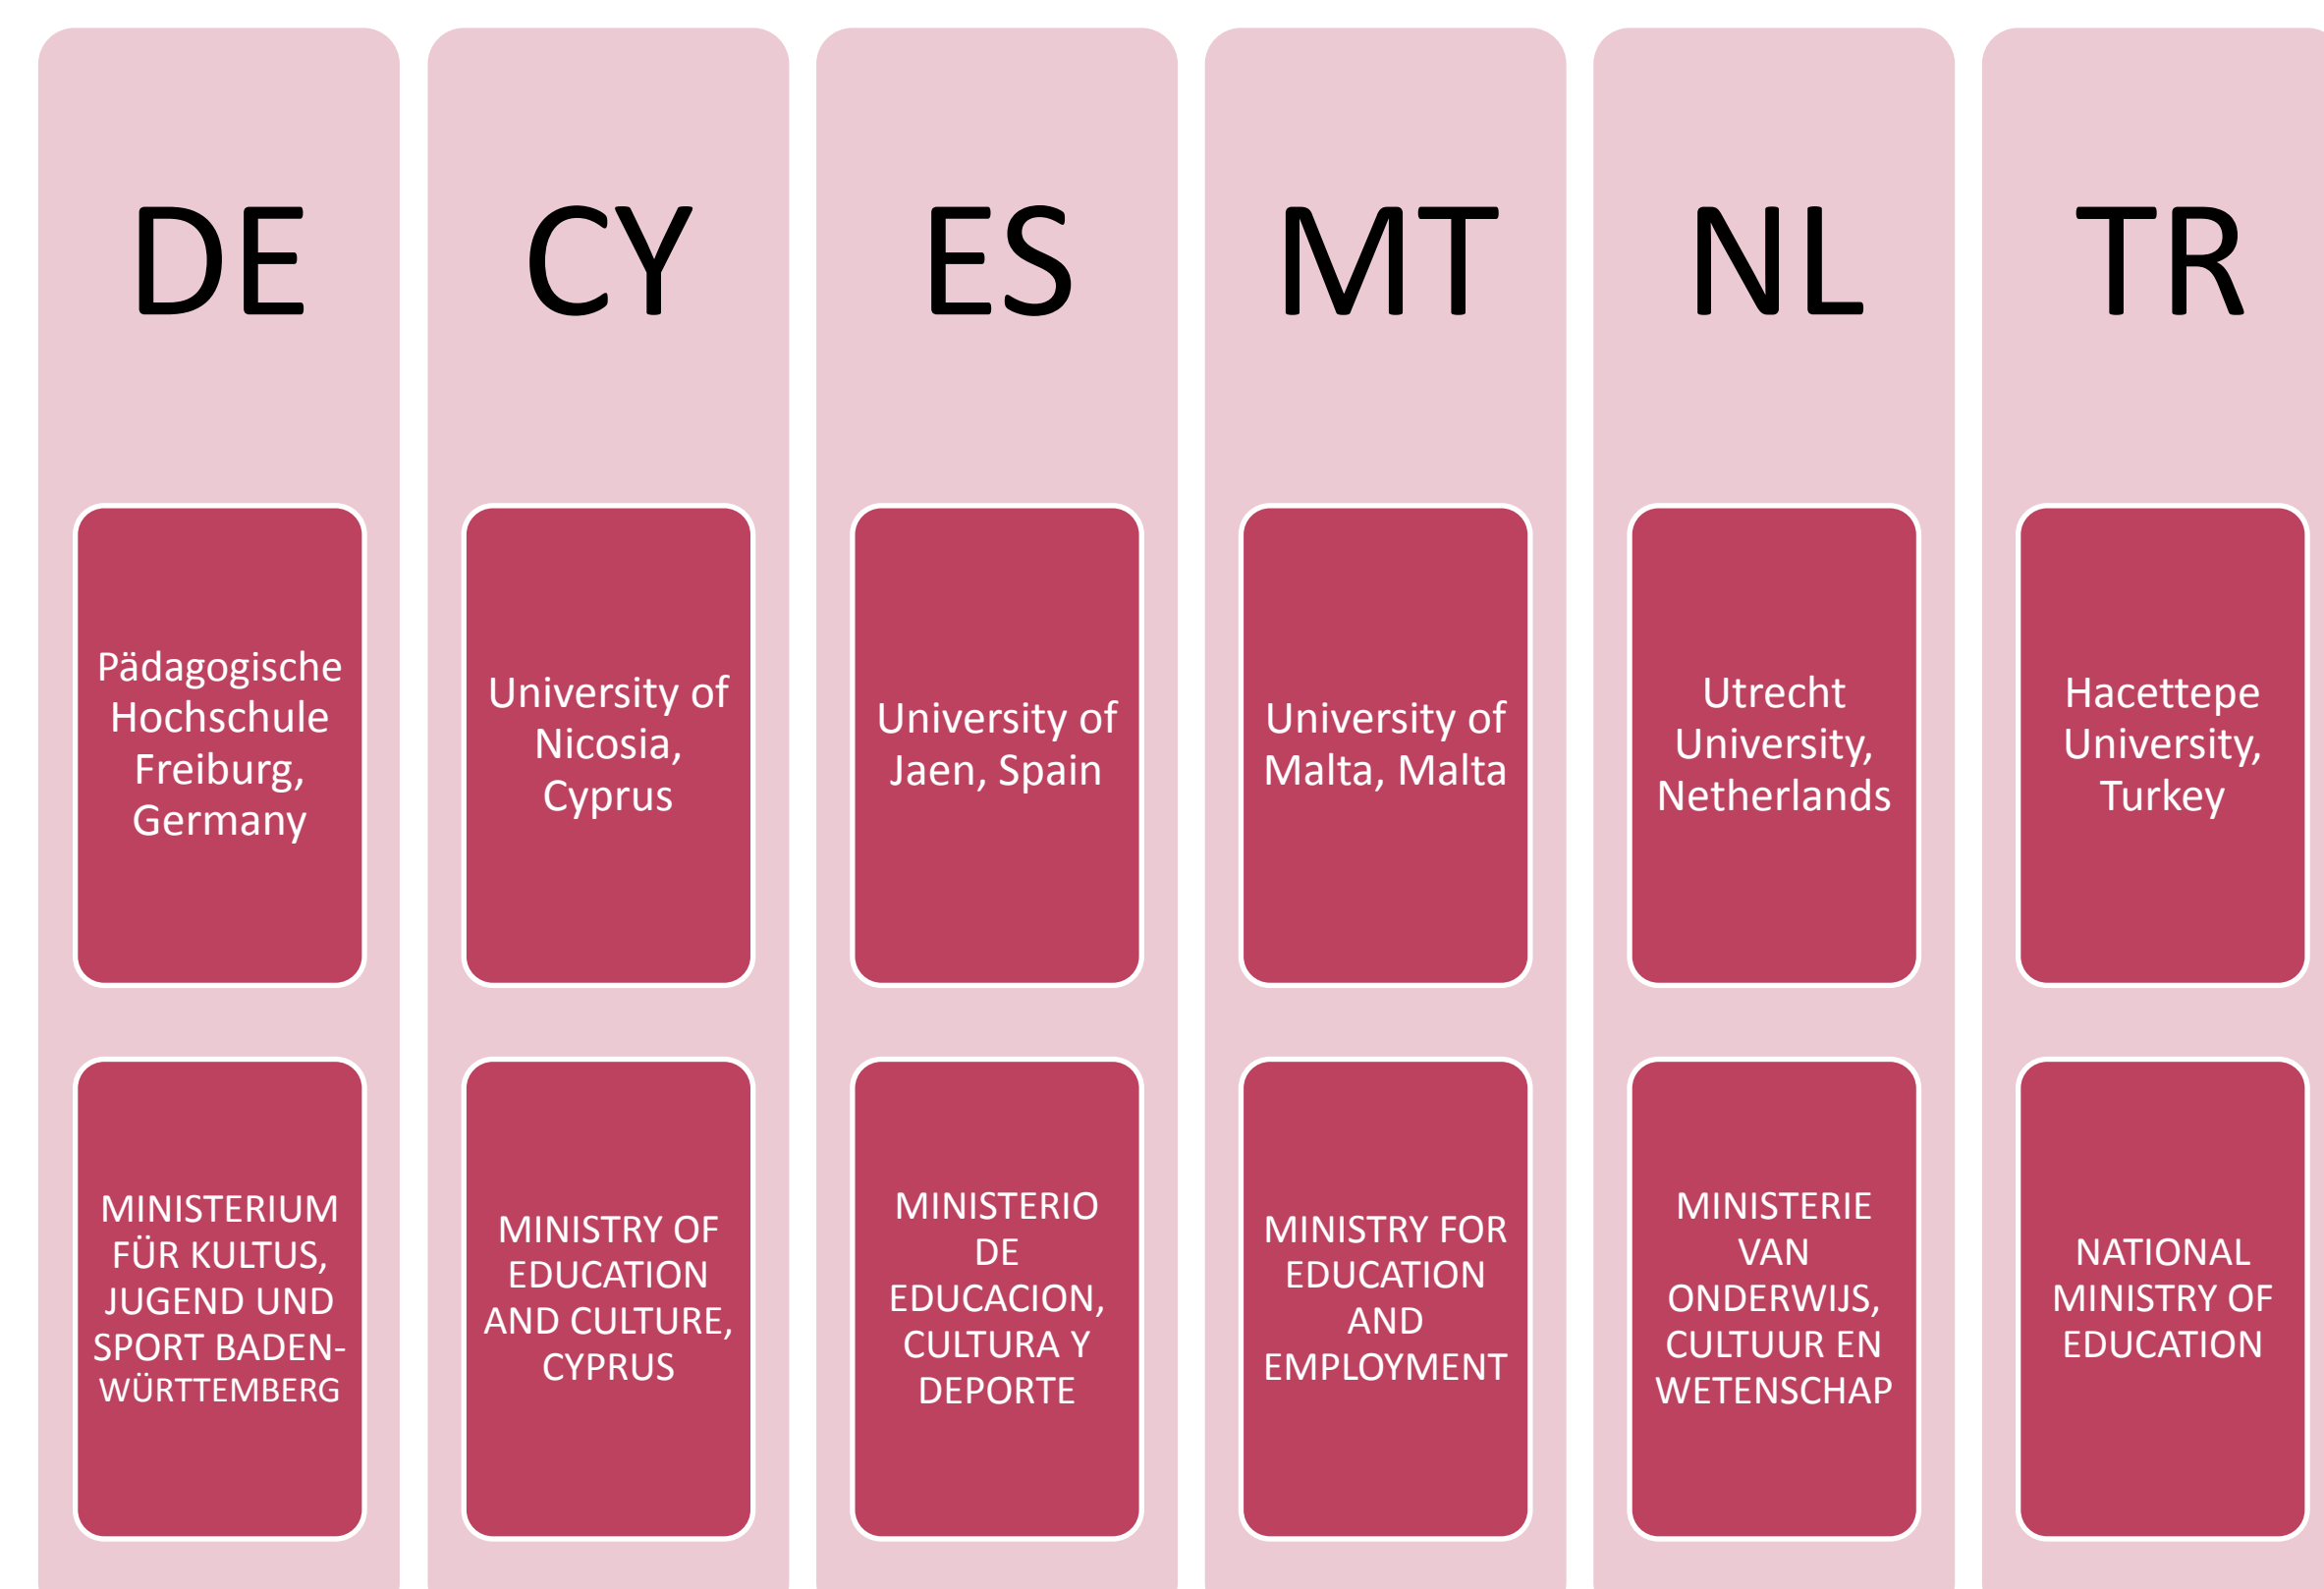 DE
Pädagogische
Hochschule
Freiburg,
Germany
MINISTERIUM
FÜR KULTUS,
JUGEND UND
SPORT BADEN-
WÜRTTEMBERG
CY
University of
Nicosia,
Cyprus
MINISTRY OF
EDUCATION
AND CULTURE,
CYPRUS
ES
University of
Jaen, Spain
MINISTERIO
DE
EDUCACION,
CULTURA Y
DEPORTE
MT
University of
Malta, Malta
MINISTRY FOR
EDUCATION
AND
EMPLOYMENT
NL
Utrecht
University,
Netherlands
MINISTERIE
VAN
ONDERWIJS,
CULTUUR EN
WETENSCHAP
TR
Hacettepe
University,
Turkey
NATIONAL
MINISTRY OF
EDUCATION